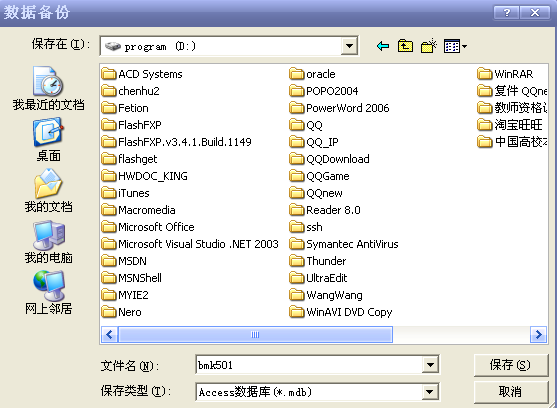 数据备份
保存在(I):
program (D:)
我最近的文档
桌面
我的文档
我的电脑
网上邻居
ACD Systems
chenhu2
Fetion
FlashFXP
FlashFXP.v3.4.1.Build.1149
flashget
HWDOC_KING
iTunes
Macromedia
Microsoft Office
Microsoft Visual Studio .NET 2003
MSDN
MSNShell
MYIE2
Nero
oracle
POPO2004
PowerWord 2006
QQ
QQ_IP
QQDownload
QQGame
QQnew
Reader 8.0
ssh
Symantec AntiVirus
Thunder
UltraEdit
WangWang
WinAVI DVD Copy
WinRAR
复件 QQne
教师资格认
淘宝旺旺
中国高校
文件名(N):
bmk501
保存(S)
保存类型(T):
Access数据库(*.mdb)
取消